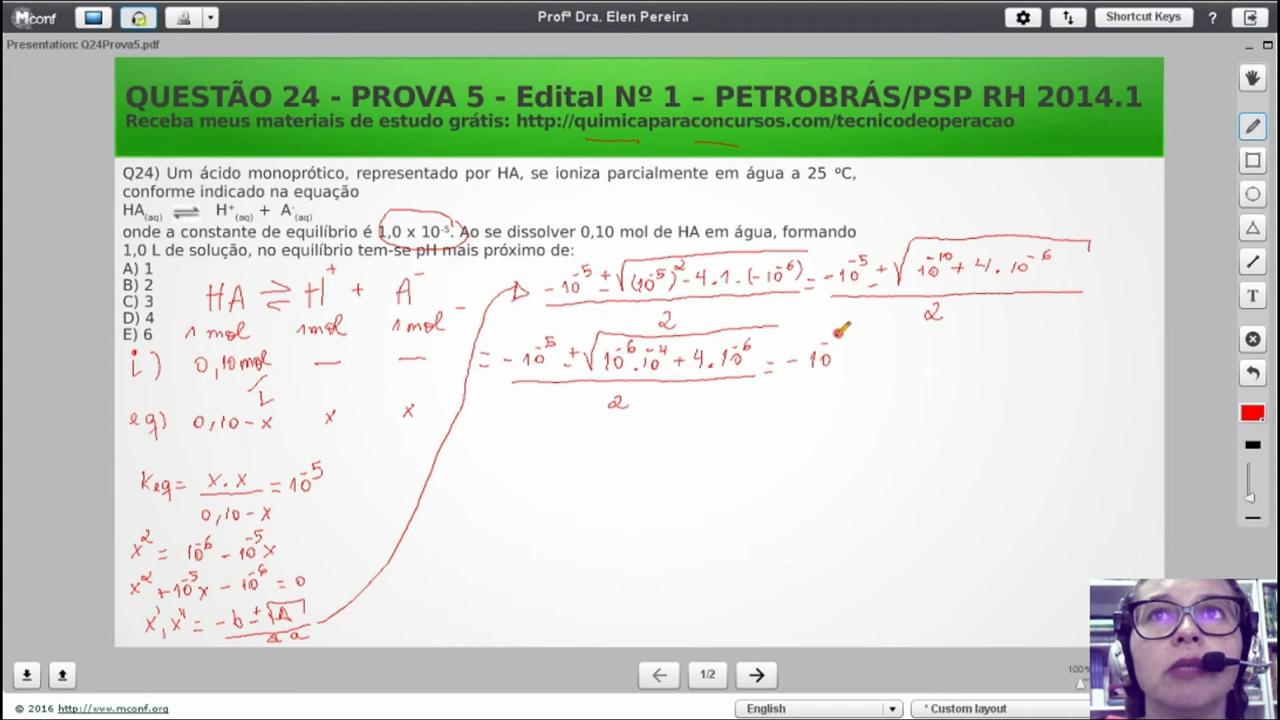 Mconf
Profª Dra. Elen Pereira
Shortcut Keys
?
Presentation: Q24Prova5.pdf
QUESTÃO 24 - PROVA 5 - Edital Nº 1 – PETROBRÁS/PSP RH 2014.1
Receba meus materiais de estudo grátis: http://quimicaparaconcursos.com/tecnicodeoperacao
Q24) Um ácido monoprótico, representado por HA, se ioniza parcialmente em água a 25 ºC,
conforme indicado na equação
HA(aq) ⇌ H⁺(aq) + A⁻(aq)
onde a constante de equilíbrio é 1,0 x 10⁻⁵. Ao se dissolver 0,10 mol de HA em água, formando
1,0 L de solução, no equilíbrio tem-se pH mais próximo de:
A) 1
B) 2
C) 3
D) 4
E) 6
HA ⇌ H⁺ + A⁻
1 mol 1 mol 1 mol
i) 0,10 mol/L — —
eq) 0,10-x x x
Keq = x.x / 0,10-x = 10⁻⁵
x² = 10⁻⁶ - 10⁻⁵x
x² + 10⁻⁵x - 10⁻⁶ = 0
x', x'' = -b ± √Δ / 2a
-10⁻⁵ ± √(10⁻⁵)² - 4.1.(-10⁻⁶) / 2 = -10⁻⁵ ± √10⁻¹⁰ + 4.10⁻⁶ / 2
= -10⁻⁵ ± √10⁻⁶.10⁻⁴ + 4.10⁻⁶ / 2 = -10⁻
T
100%
1/2
© 2016 http://www.mconf.org
English
* Custom layout